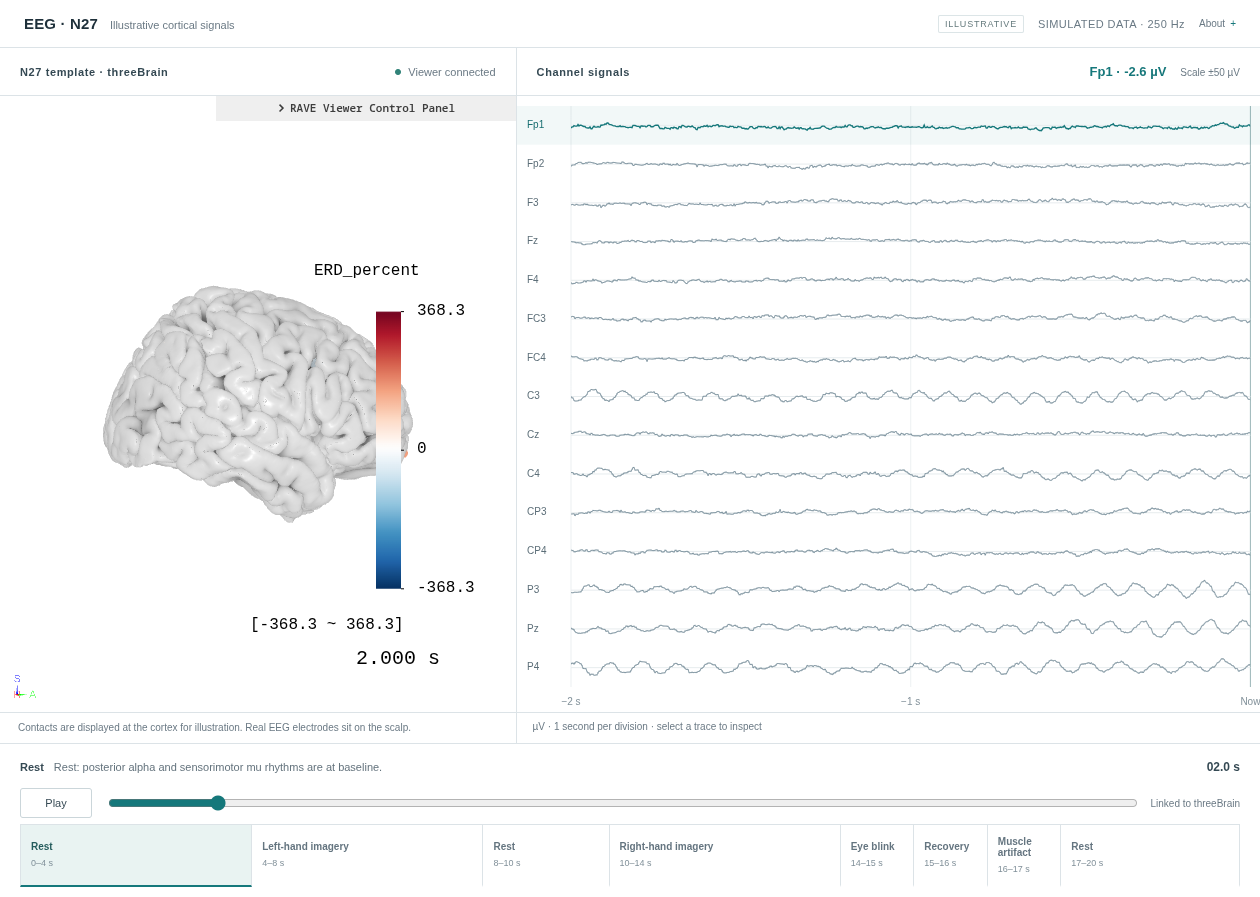 EEG · N27 Illustrative cortical signals
ILLUSTRATIVE SIMULATED DATA · 250 Hz About +
N27 template · threeBrain
Viewer connected
Channel signals
Fp1 · -2.6 µV Scale ±50 µV
RAVE Viewer Control Panel
ERD_percent
368.3
0
-368.3
[-368.3 ~ 368.3]
2.000 s
S
R A
Fp1
Fp2
F3
Fz
F4
FC3
FC4
C3
Cz
C4
CP3
CP4
P3
Pz
P4
−2 s
−1 s
Now
Contacts are displayed at the cortex for illustration. Real EEG electrodes sit on the scalp.
µV · 1 second per division · select a trace to inspect
Rest Rest: posterior alpha and sensorimotor mu rhythms are at baseline.
02.0 s
Play
Linked to threeBrain
Rest
0–4 s
Left-hand imagery
4–8 s
Rest
8–10 s
Right-hand imagery
10–14 s
Eye blink
14–15 s
Recovery
15–16 s
Muscle
artifact
16–17 s
Rest
17–20 s